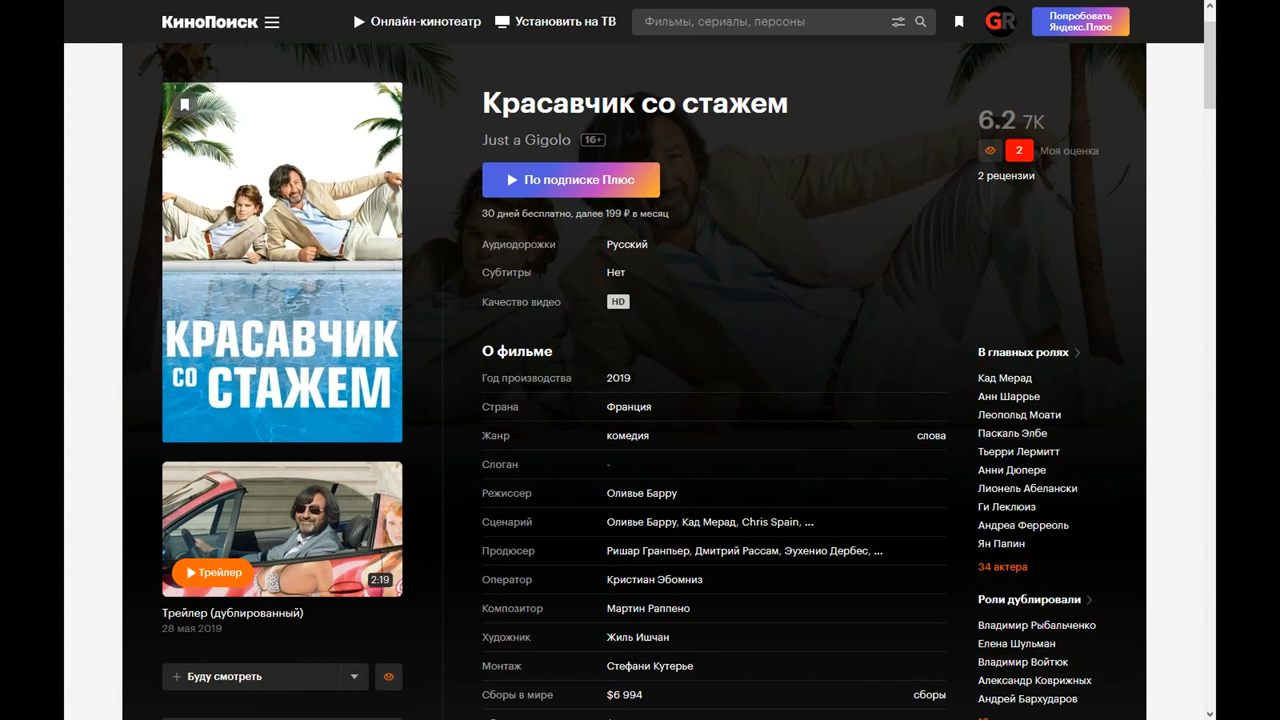 КиноПоиск
Онлайн-кинотеатр
Установить на ТВ
Фильмы, сериалы, персоны
GR
Попробовать
Яндекс.Плюс
КРАСАВЧИК
СО СТАЖЕМ
Трейлер
2:19
Трейлер (дублированный)
28 мая 2019
+ Буду смотреть
Красавчик со стажем
Just a Gigolo 16+
По подписке Плюс
30 дней бесплатно, далее 199 ₽ в месяц
Аудиодорожки Русский
Субтитры Нет
Качество видео HD
О фильме
Год производства 2019
Страна Франция
Жанр комедия слова
Слоган -
Режиссер Оливье Барру
Сценарий Оливье Барру, Кад Мерад, Chris Spain, ...
Продюсер Ришар Гранпьер, Дмитрий Рассам, Эухенио Дербес, ...
Оператор Кристиан Эбомниз
Композитор Мартин Раппено
Художник Жиль Ишчан
Монтаж Стефани Кутерье
Сборы в мире $6 994 сборы
6.2 7K
2 Моя оценка
2 рецензии
В главных ролях
Кад Мерад
Анн Шаррье
Леопольд Моати
Паскаль Элбе
Тьерри Лермитт
Анни Дюпере
Лионель Абелански
Ги Леклюиз
Андреа Ферреоль
Ян Папин
34 актера
Роли дублировали
Владимир Рыбальченко
Елена Шульман
Владимир Войтюк
Александр Коврижных
Андрей Бархударов